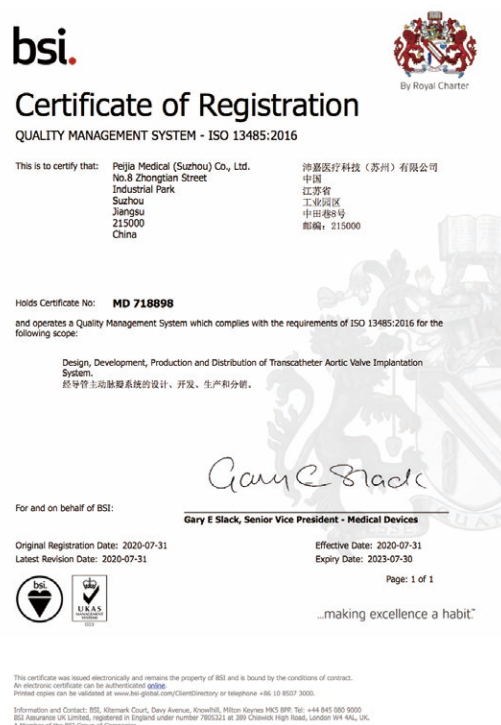 bsi.
By Royal Charter
Certificate of Registration
QUALITY MANAGEMENT SYSTEM - ISO 13485:2016
This is to certify that:
Peijia Medical (Suzhou) Co., Ltd.
No.8 Zhongtian Street
Industrial Park
Suzhou
Jiangsu
215000
China
沛嘉医疗科技（苏州）有限公司
中国
江苏省
工业园区
中田巷8号
邮编：215000
Holds Certificate No: MD 718898
and operates a Quality Management System which complies with the requirements of ISO 13485:2016 for the
following scope:
Design, Development, Production and Distribution of Transcatheter Aortic Valve Implantation
System.
经导管主动脉瓣系统的设计、开发、生产和分销。
Gary E Slack
For and on behalf of BSI:
Gary E Slack, Senior Vice President - Medical Devices
Original Registration Date: 2020-07-31
Effective Date: 2020-07-31
Latest Revision Date: 2020-07-31
Expiry Date: 2023-07-30
Page: 1 of 1
bsi.
UKAS
MANAGEMENT
SYSTEMS
...making excellence a habit.™
This certificate was issued electronically and remains the property of BSI and is bound by the conditions of contract.
An electronic certificate can be authenticated online.
Printed copies can be validated at www.bsi-global.com/ClientDirectory or telephone +86 10 8507 3000.
Information and Contact: BSI, Kitemark Court, Davy Avenue, Knowlhill, Milton Keynes MK5 8PP. Tel: +44 845 080 9000
BSI Assurance UK Limited, registered in England under number 7805321 at 389 Chiswick High Road, London W4 4AL, UK.
A Member of the BSI Group of Companies.